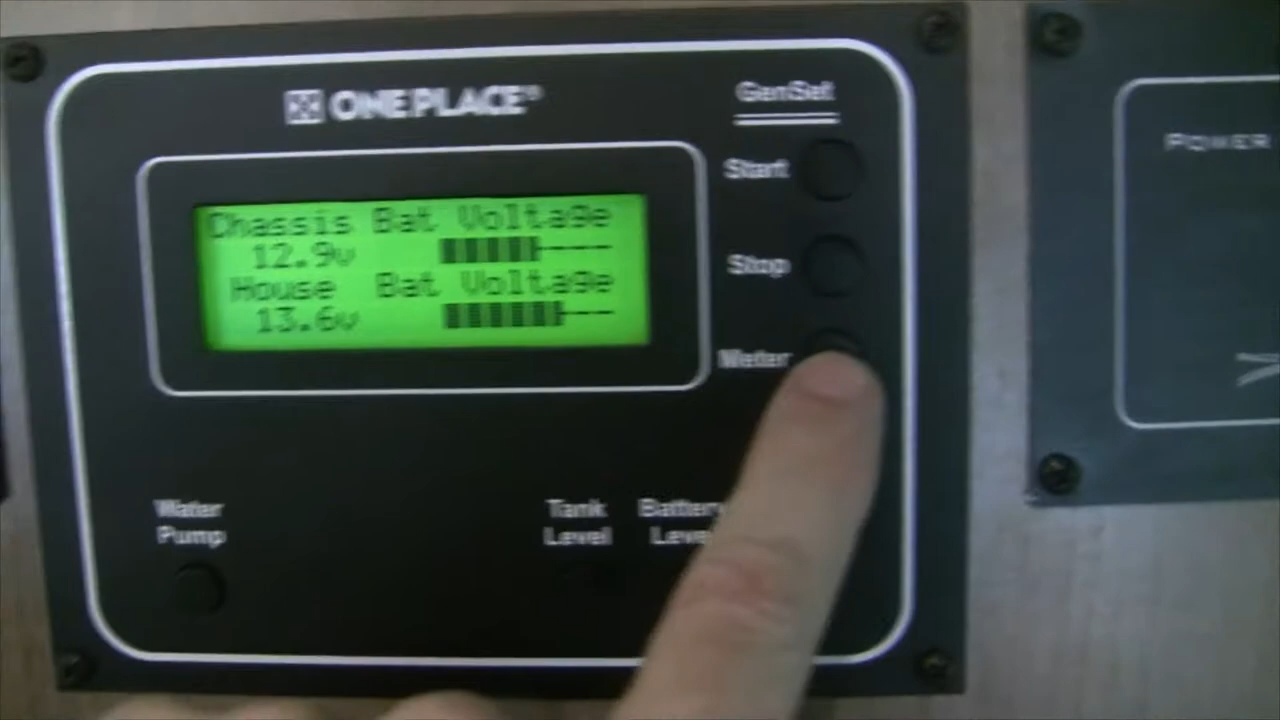 ONE PLACE®
GenSet
Start
Stop
Meter
Chassis Bat Voltage
12.9v
House Bat Voltage
13.6v
Water
Pump
Tank
Level
Battery
Level
POWER